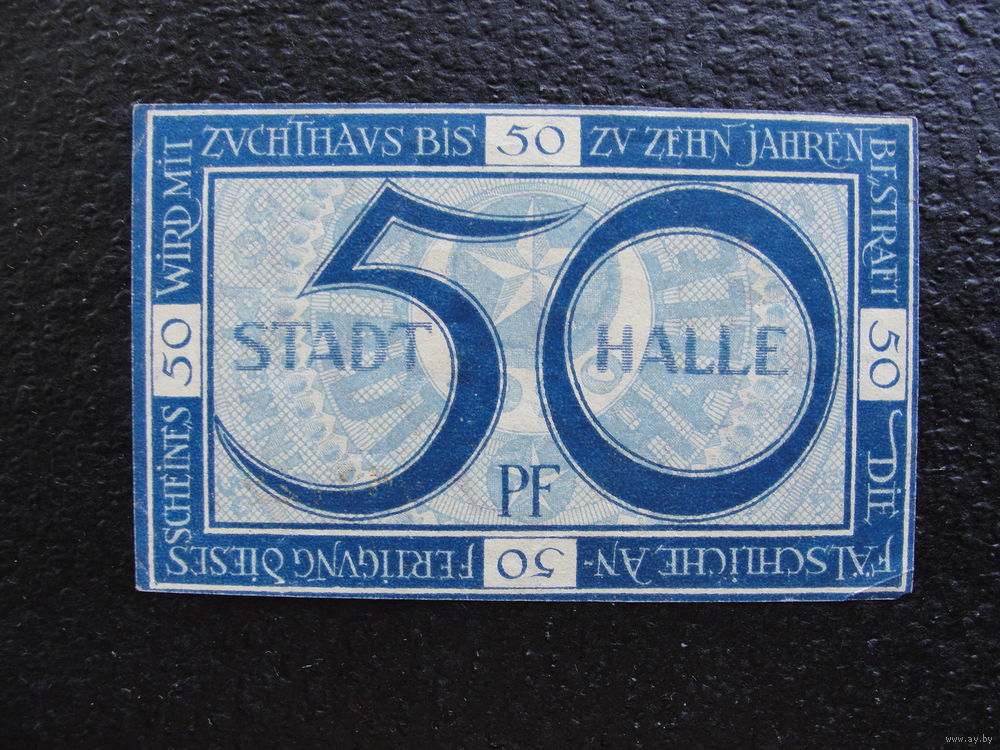 ZVCHTHAVS BIS 50 ZV ZEHN JAHREN
BESTRAFT 50 DIE
FÄLSCHLICHE AN- 50 FERTIGVNG DIESES
SCHEINES 50 WIRD MIT
50
STADT HALLE
PF
www.ay.by